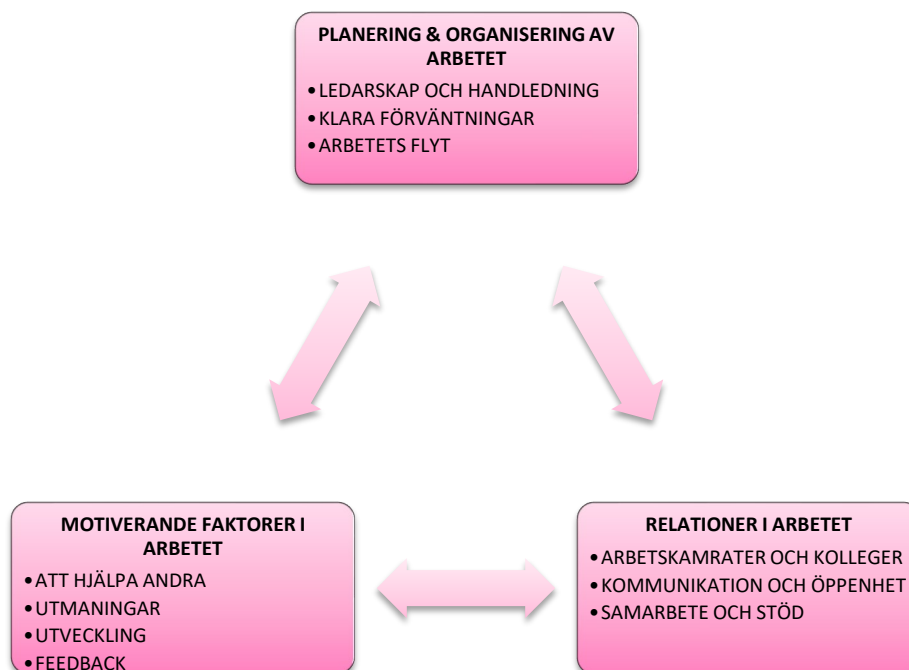 PLANERING & ORGANISERING AV
ARBETET
•LEDARSKAP OCH HANDLEDNING
•KLARA FÖRVÄNTNINGAR
•ARBETETS FLYT
MOTIVERANDE FAKTORER I
ARBETET
•ATT HJÄLPA ANDRA
•UTMANINGAR
•UTVECKLING
•FEEDBACK
RELATIONER I ARBETET
•ARBETSKAMRATER OCH KOLLEGER
•KOMMUNIKATION OCH ÖPPENHET
•SAMARBETE OCH STÖD